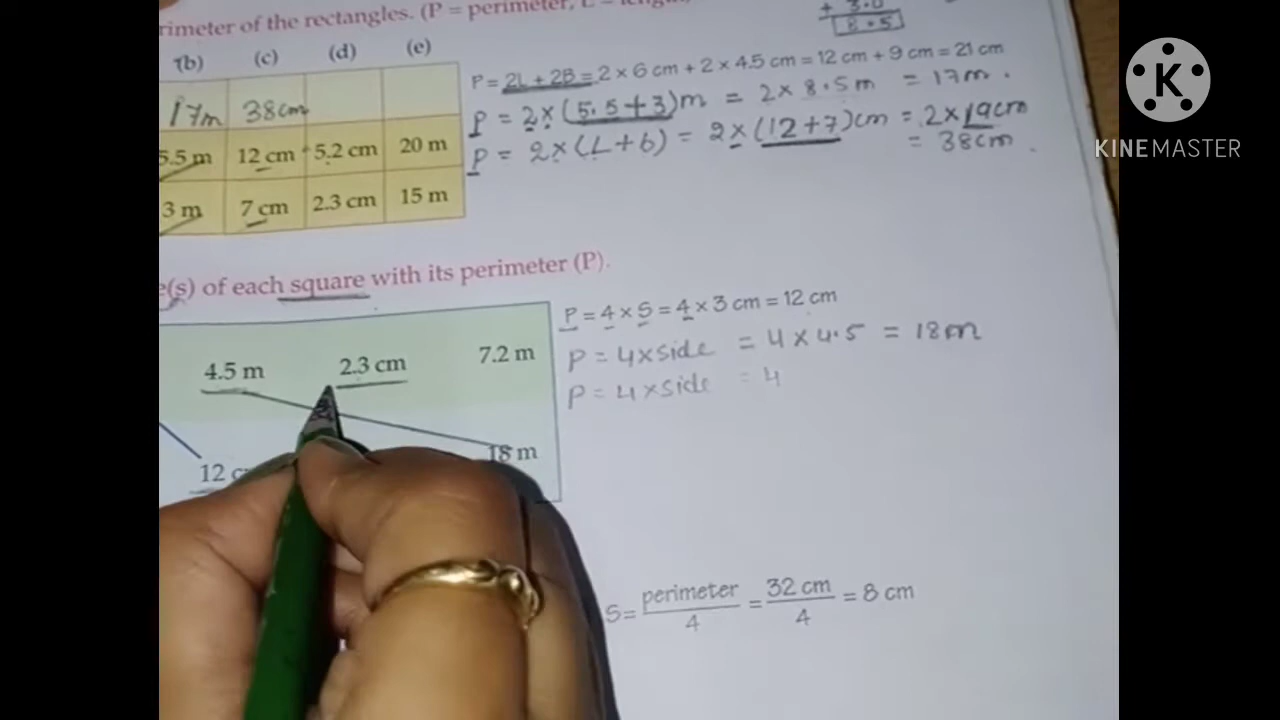 rimeter of the rectangles. (P = perimeter,
+ 3.0
8.5
(b) (c) (d) (e)
P = 2L + 2B = 2 × 6 cm + 2 × 4.5 cm = 12 cm + 9 cm = 21 cm
17m 38cm
P = 2×(5.5+3)m = 2×8.5m = 17m.
5.5 m 12 cm 5.2 cm 20 m
P = 2×(L+b) = 2×(12+7)cm = 2×19cm
= 38cm.
3 m 7 cm 2.3 cm 15 m
KINEMASTER
e(s) of each square with its perimeter (P).
P = 4 × S = 4 × 3 cm = 12 cm
4.5 m 2.3 cm 7.2 m
P = 4×side = 4×4.5 = 18m
P = 4×side = 4
12 c 18 m
S= perimeter/4 = 32 cm/4 = 8 cm